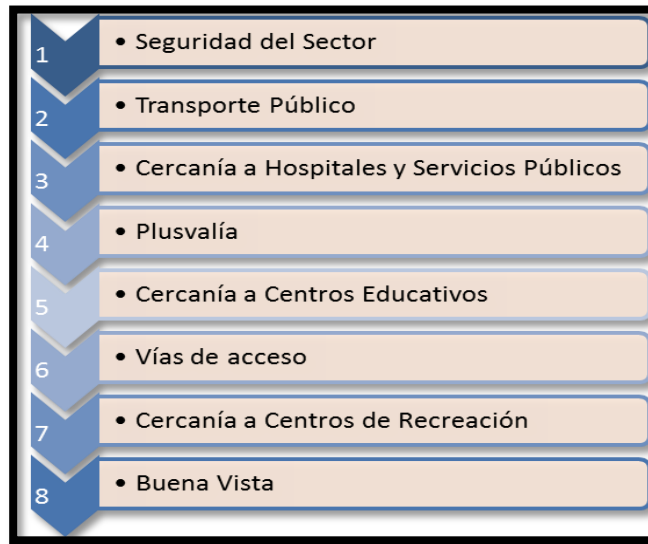 1 • Seguridad del Sector
2 • Transporte Público
3 • Cercanía a Hospitales y Servicios Públicos
4 • Plusvalía
5 • Cercanía a Centros Educativos
6 • Vías de acceso
7 • Cercanía a Centros de Recreación
8 • Buena Vista